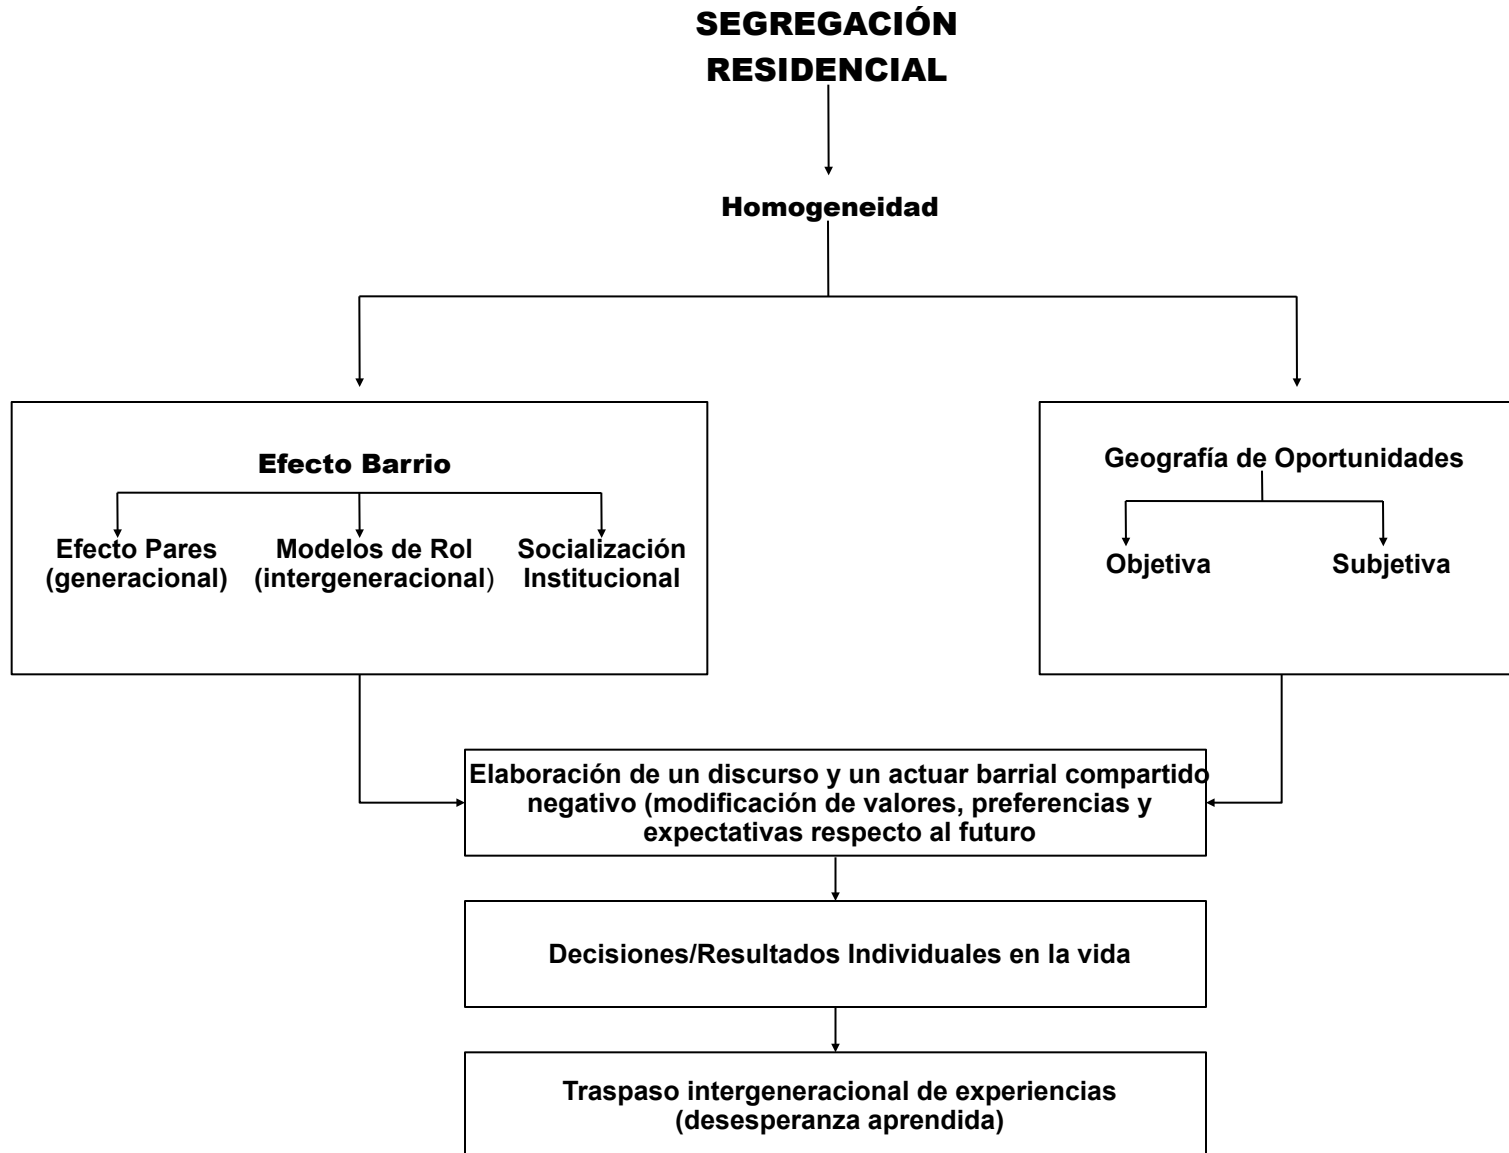 SEGREGACIÓN
RESIDENCIAL
Homogeneidad
Efecto Barrio
Efecto Pares
(generacional)
Modelos de Rol
(intergeneracional)
Socialización
Institucional
Geografía de Oportunidades
Objetiva
Subjetiva
Elaboración de un discurso y un actuar barrial compartido
negativo (modificación de valores, preferencias y
expectativas respecto al futuro
Decisiones/Resultados Individuales en la vida
Traspaso intergeneracional de experiencias
(desesperanza aprendida)